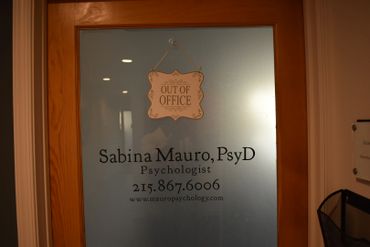 OUT OF
OFFICE
Sabina Mauro, PsyD
Psychologist
215.867.6006
www.mauropsychology.com